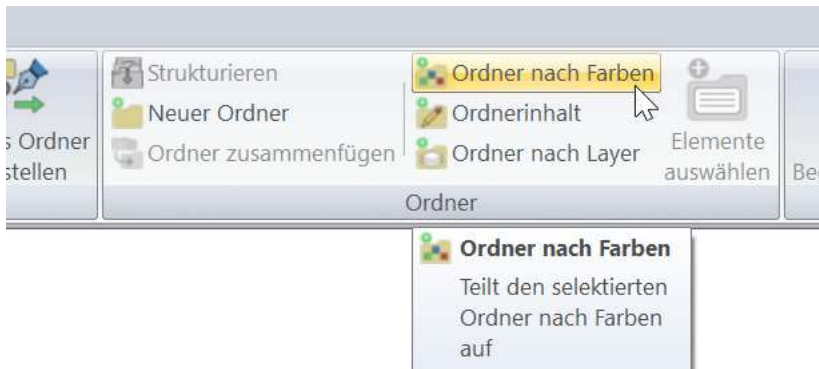 s Ordner
stellen
Strukturieren
Neuer Ordner
Ordner zusammenfügen
Ordner nach Farben
Ordnerinhalt
Ordner nach Layer
Elemente
auswählen
Bee
Ordner
Ordner nach Farben
Teilt den selektierten
Ordner nach Farben
auf